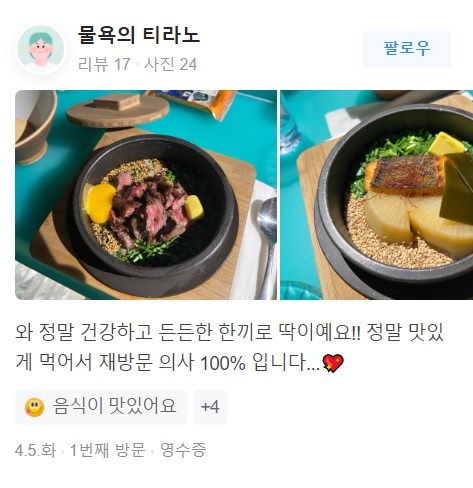 물욕의 티라노
리뷰 17 · 사진 24
팔로우
와 정말 건강하고 든든한 한끼로 딱이예요!! 정말 맛있
게 먹어서 재방문 의사 100% 입니다...💖
음식이 맛있어요
+4
4.5.화 · 1번째 방문 · 영수증